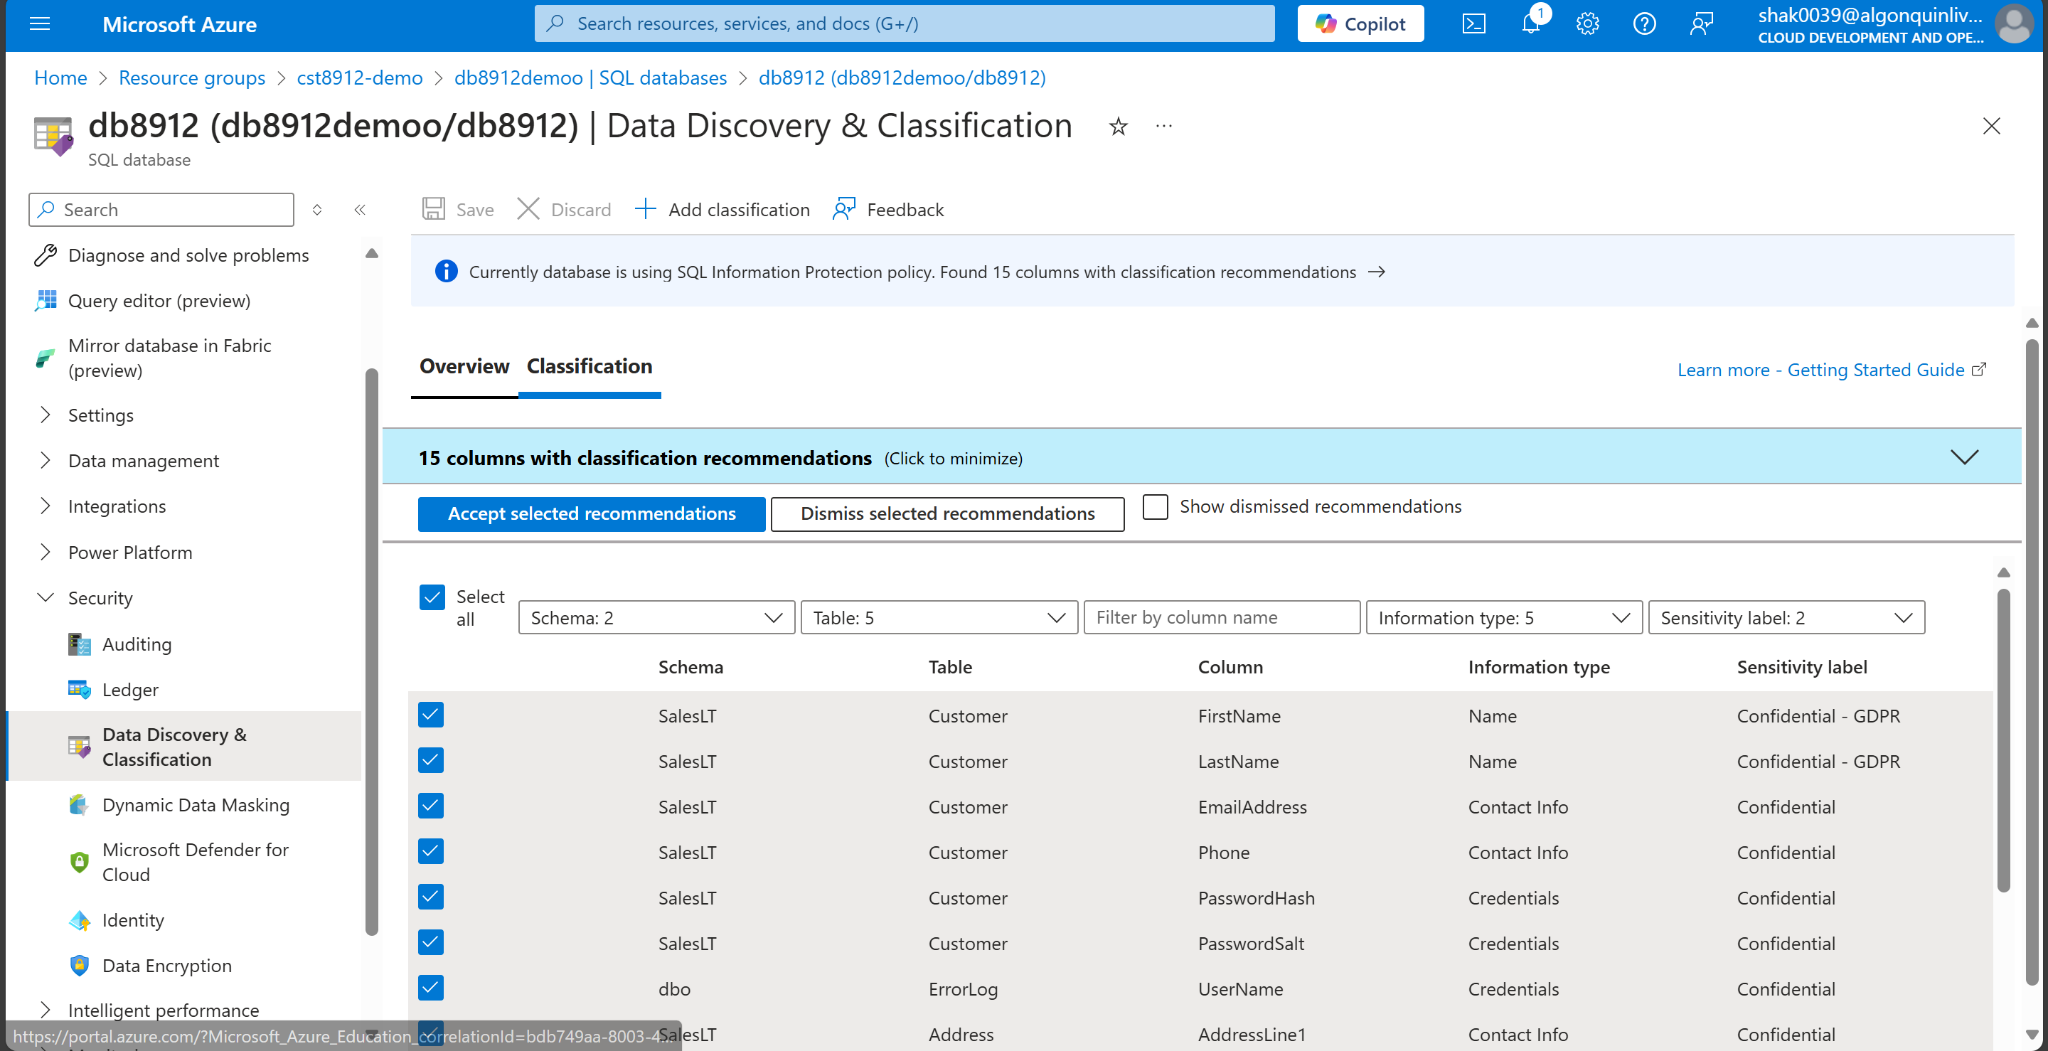 Microsoft Azure
Search resources, services, and docs (G+/)
Copilot
1
shak0039@algonquinliv...
CLOUD DEVELOPMENT AND OPE...
Home > Resource groups > cst8912-demo > db8912demoo | SQL databases > db8912 (db8912demoo/db8912)
db8912 (db8912demoo/db8912) | Data Discovery & Classification
SQL database
Search
Save
Discard
Add classification
Feedback
Diagnose and solve problems
Query editor (preview)
Mirror database in Fabric
(preview)
Settings
Data management
Integrations
Power Platform
Security
Auditing
Ledger
Data Discovery &
Classification
Dynamic Data Masking
Microsoft Defender for
Cloud
Identity
Data Encryption
Intelligent performance
https://portal.azure.com/?Microsoft_Azure_Education_correlationId=bdb749aa-8003-4...
Currently database is using SQL Information Protection policy. Found 15 columns with classification recommendations →
Overview Classification
Learn more - Getting Started Guide
15 columns with classification recommendations (Click to minimize)
Accept selected recommendations
Dismiss selected recommendations
Show dismissed recommendations
Select
all
Schema: 2
Table: 5
Filter by column name
Information type: 5
Sensitivity label: 2
Schema Table Column Information type Sensitivity label
SalesLT Customer FirstName Name Confidential - GDPR
SalesLT Customer LastName Name Confidential - GDPR
SalesLT Customer EmailAddress Contact Info Confidential
SalesLT Customer Phone Contact Info Confidential
SalesLT Customer PasswordHash Credentials Confidential
SalesLT Customer PasswordSalt Credentials Confidential
dbo ErrorLog UserName Credentials Confidential
SalesLT Address AddressLine1 Contact Info Confidential